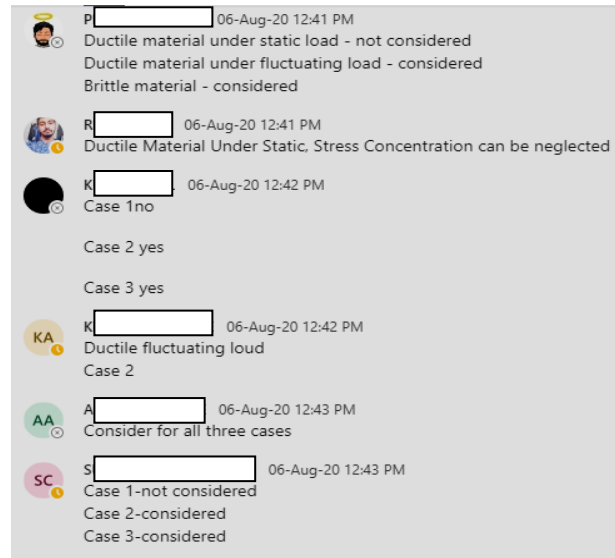 P 06-Aug-20 12:41 PM
Ductile material under static load - not considered
Ductile material under fluctuating load - considered
Brittle material - considered
R 06-Aug-20 12:41 PM
Ductile Material Under Static, Stress Concentration can be neglected
K 06-Aug-20 12:42 PM
Case 1no
Case 2 yes
Case 3 yes
KA
K 06-Aug-20 12:42 PM
Ductile fluctuating loud
Case 2
AA
A 06-Aug-20 12:43 PM
Consider for all three cases
SC
S 06-Aug-20 12:43 PM
Case 1-not considered
Case 2-considered
Case 3-considered